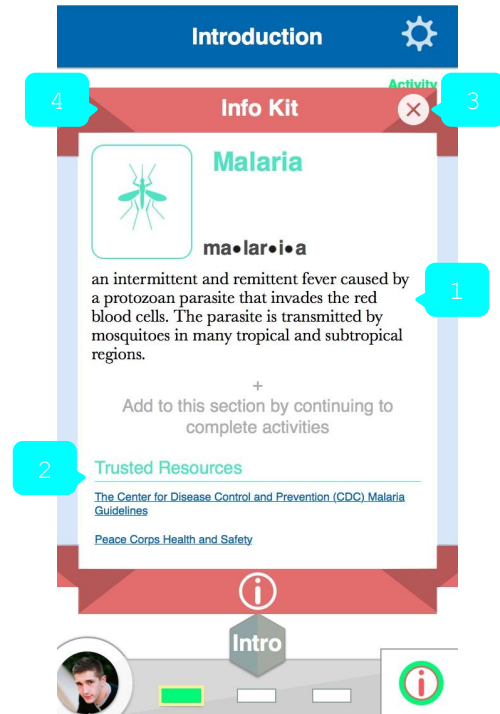 Introduction
Activity
4
Info Kit
3
Malaria
ma•lar•i•a
an intermittent and remittent fever caused by
a protozoan parasite that invades the red
blood cells. The parasite is transmitted by
mosquitoes in many tropical and subtropical
regions.
1
+
Add to this section by continuing to
complete activities
2
Trusted Resources
The Center for Disease Control and Prevention (CDC) Malaria
Guidelines
Peace Corps Health and Safety
i
Intro
i